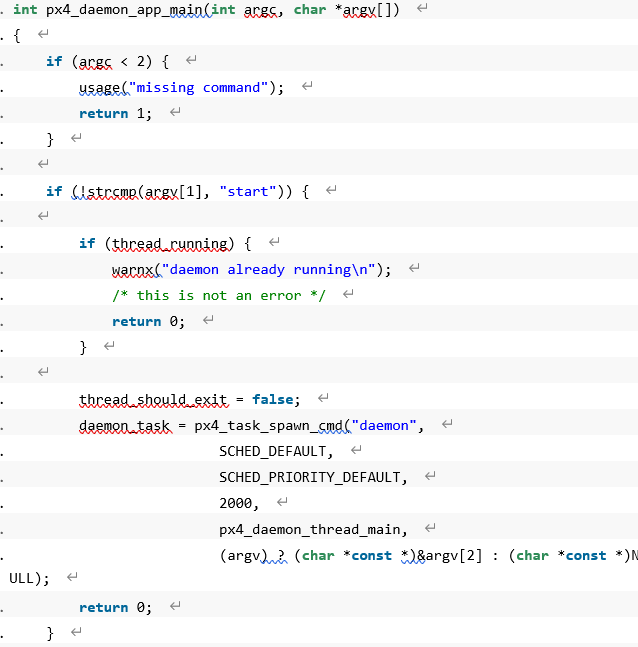 int px4_daemon_app_main(int argc, char *argv[])
{
    if (argc < 2) {
        usage("missing command");
        return 1;
    }

    if (!strcmp(argv[1], "start")) {

        if (thread_running) {
            warnx("daemon already running\n");
            /* this is not an error */
            return 0;
        }

        thread_should_exit = false;
        daemon_task = px4_task_spawn_cmd("daemon",
                         SCHED_DEFAULT,
                         SCHED_PRIORITY_DEFAULT,
                         2000,
                         px4_daemon_thread_main,
                         (argv) ? (char *const *)&argv[2] : (char *const *)N
ULL);
        return 0;
    }